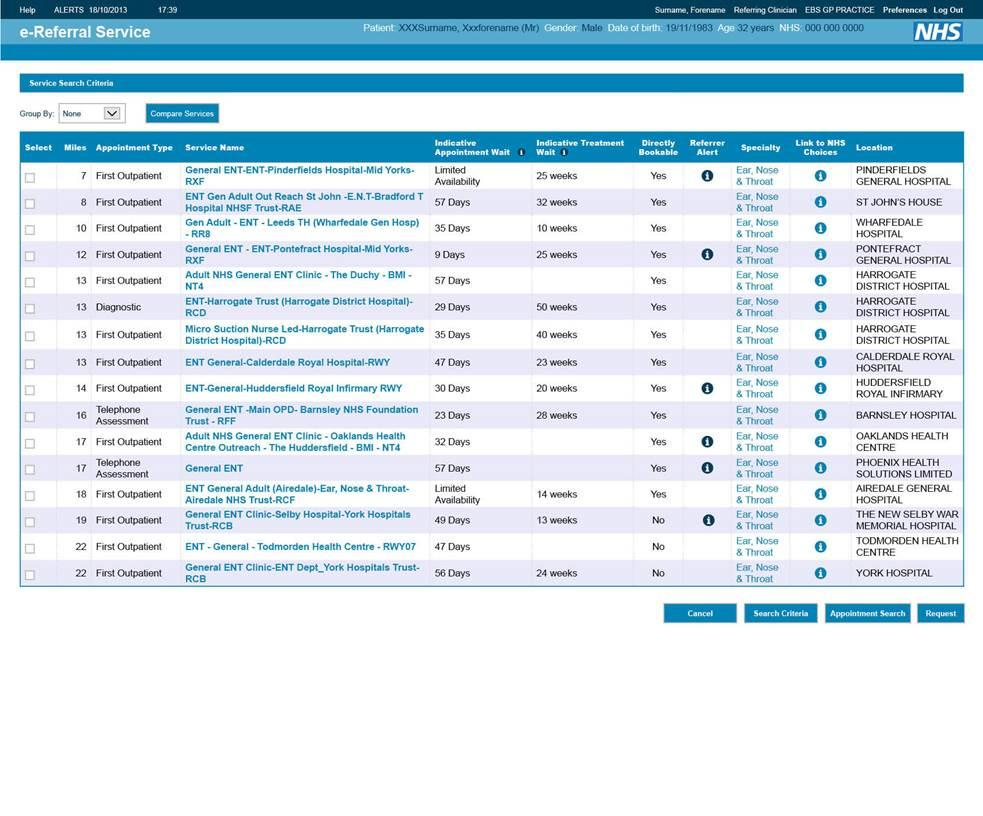 Help ALERTS 18/10/2013 17:39 Surname, Forename Referring Clinician EBS GP PRACTICE Preferences Log Out
e-Referral Service Patient: XXXSurname, Xxxforename (Mr) Gender: Male Date of birth: 19/11/1963 Age 32 years NHS: 000 000 0000 NHS
Service Search Criteria
Group By: None Compare Services
Select Miles Appointment Type Service Name Indicative Appointment Wait Indicative Treatment Wait Directly Bookable Referrer Alert Specialty Link to NHS Choices Location
7 First Outpatient General ENT-ENT-Pinderfields Hospital-Mid Yorks-RXF Limited Availability 25 weeks Yes Ear, Nose & Throat PINDERFIELDS GENERAL HOSPITAL
8 First Outpatient ENT Gen Adult Out Reach St John -E.N.T-Bradford T Hospital NHSF Trust-RAE 57 Days 32 weeks Yes Ear, Nose & Throat ST JOHN'S HOUSE
10 First Outpatient Gen Adult - ENT - Leeds TH (Wharfedale Gen Hosp) - RR8 35 Days 10 weeks Yes Ear, Nose & Throat WHARFEDALE HOSPITAL
12 First Outpatient General ENT - ENT-Pontefract Hospital-Mid Yorks-RXF 9 Days 25 weeks Yes Ear, Nose & Throat PONTEFRACT GENERAL HOSPITAL
13 First Outpatient Adult NHS General ENT Clinic - The Duchy - BMI - NT4 57 Days Yes Ear, Nose & Throat HARROGATE DISTRICT HOSPITAL
13 Diagnostic ENT-Harrogate Trust (Harrogate District Hospital)-RCD 29 Days 50 weeks Yes Ear, Nose & Throat HARROGATE DISTRICT HOSPITAL
13 First Outpatient Micro Suction Nurse Led-Harrogate Trust (Harrogate District Hospital)-RCD 35 Days 40 weeks Yes Ear, Nose & Throat HARROGATE DISTRICT HOSPITAL
13 First Outpatient ENT General-Calderdale Royal Hospital-RWY 47 Days 23 weeks Yes Ear, Nose & Throat CALDERDALE ROYAL HOSPITAL
14 First Outpatient ENT-General-Huddersfield Royal Infirmary RWY 30 Days 20 weeks Yes Ear, Nose & Throat HUDDERSFIELD ROYAL INFIRMARY
16 Telephone Assessment General ENT -Main OPD- Barnsley NHS Foundation Trust - RFF 23 Days 28 weeks Yes Ear, Nose & Throat BARNSLEY HOSPITAL
17 First Outpatient Adult NHS General ENT Clinic - Oaklands Health Centre Outreach - The Huddersfield - BMI - NT4 32 Days Yes Ear, Nose & Throat OAKLANDS HEALTH CENTRE
17 Telephone Assessment General ENT 57 Days Yes Ear, Nose & Throat PHOENIX HEALTH SOLUTIONS LIMITED
18 First Outpatient ENT General Adult (Airedale)-Ear, Nose & Throat-Airedale NHS Trust-RCF Limited Availability 14 weeks Yes Ear, Nose & Throat AIREDALE GENERAL HOSPITAL
19 First Outpatient General ENT Clinic-Selby Hospital-York Hospitals Trust-RCB 49 Days 13 weeks No Ear, Nose & Throat THE NEW SELBY WAR MEMORIAL HOSPITAL
22 First Outpatient ENT - General - Todmorden Health Centre - RWY07 47 Days No Ear, Nose & Throat TODMORDEN HEALTH CENTRE
22 First Outpatient General ENT Clinic-ENT Dept_York Hospitals Trust-RCB 56 Days 24 weeks No Ear, Nose & Throat YORK HOSPITAL
Cancel Search Criteria Appointment Search Request